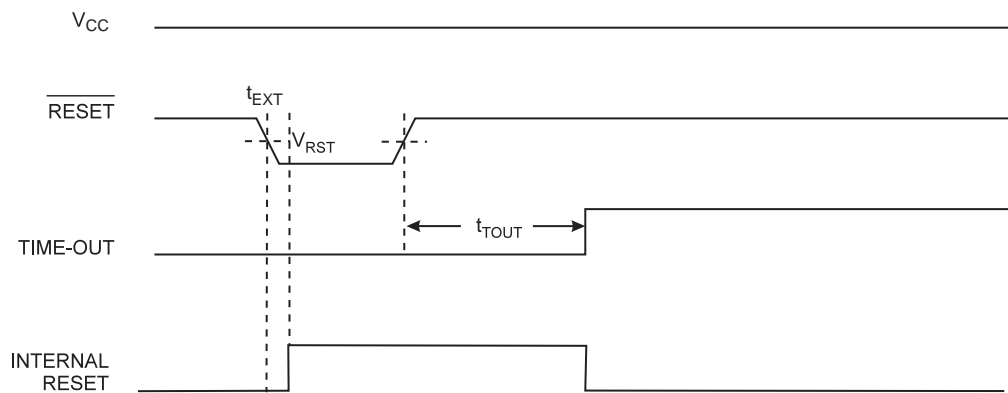 VCC
RESET
tEXT
VRST
tTOUT
TIME-OUT
INTERNAL
RESET